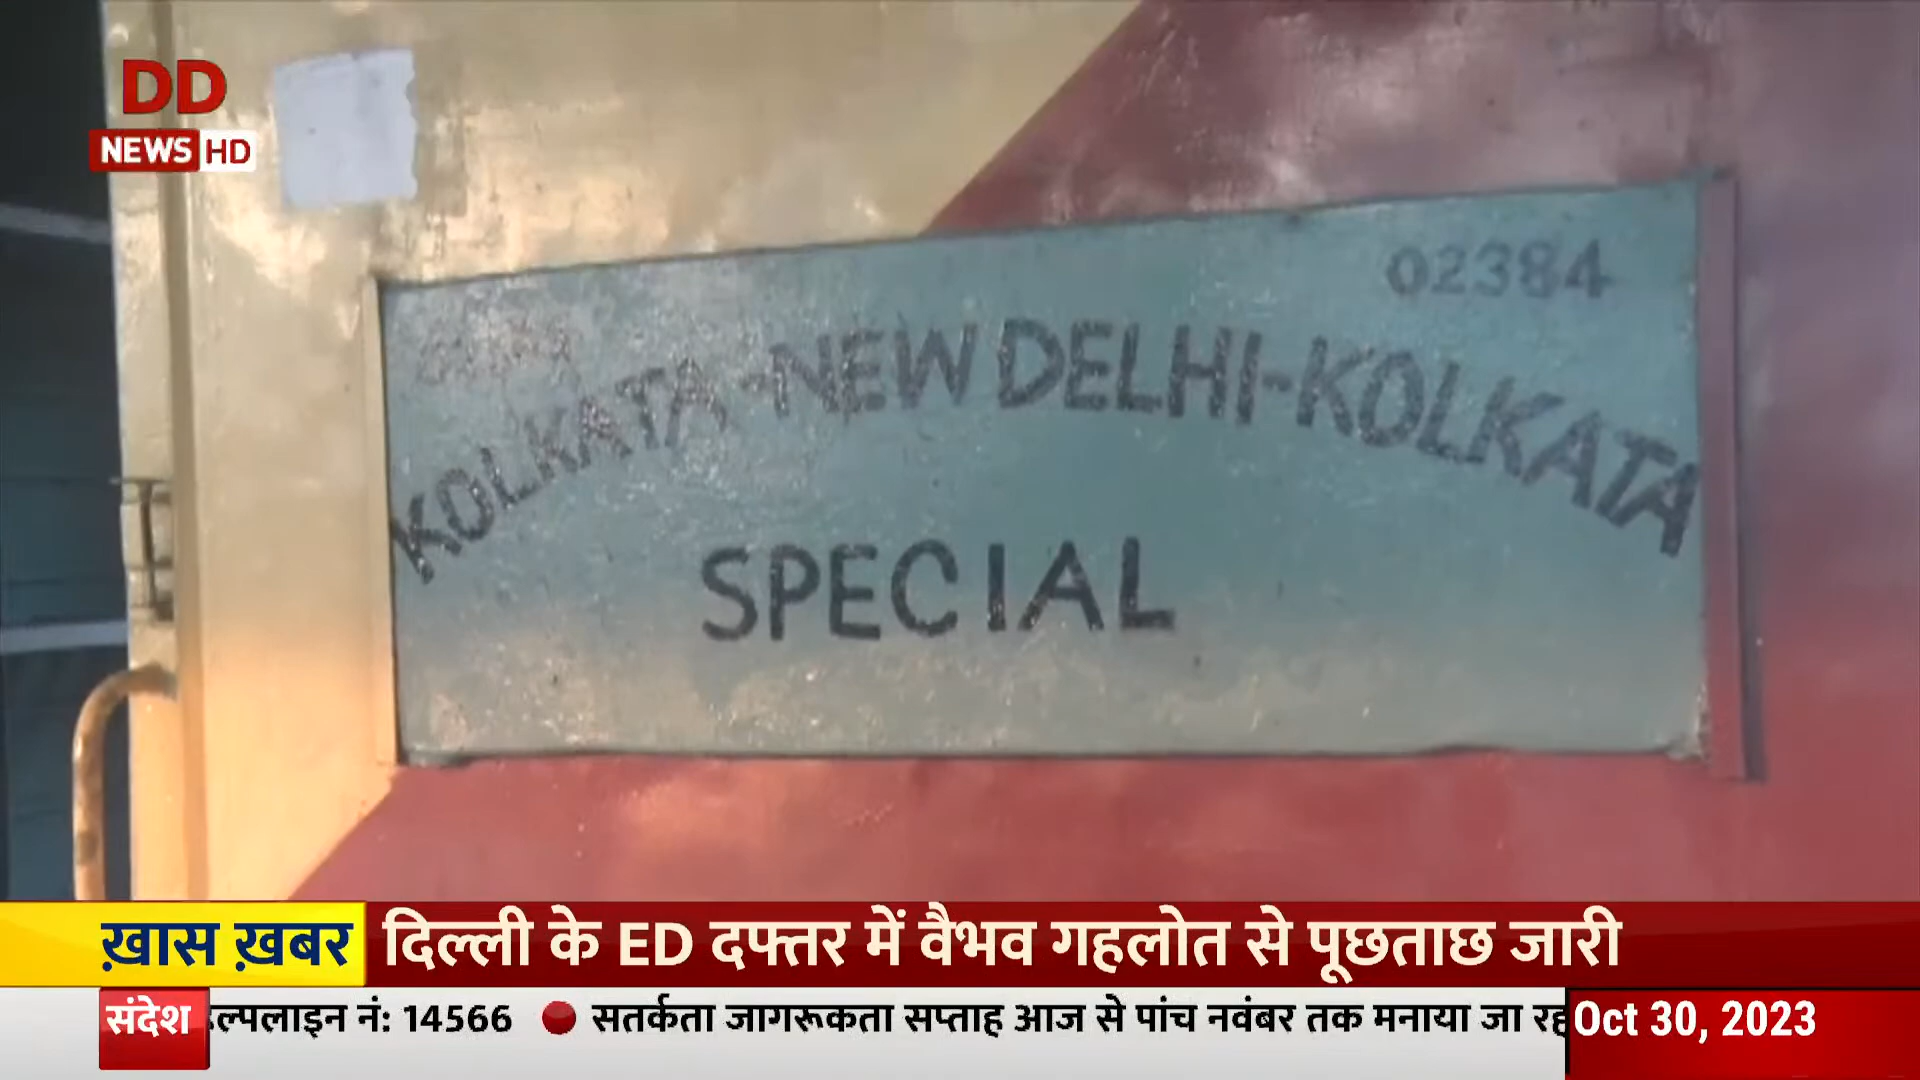 DD
NEWS HD
02384
KOLKATA-NEW DELHI-KOLKATA
SPECIAL
ख़ास ख़बर दिल्ली के ED दफ्तर में वैभव गहलोत से पूछताछ जारी
संदेश ल्पलाइन नं: 14566 सतर्कता जागरूकता सप्ताह आज से पांच नवंबर तक मनाया जा रह Oct 30, 2023